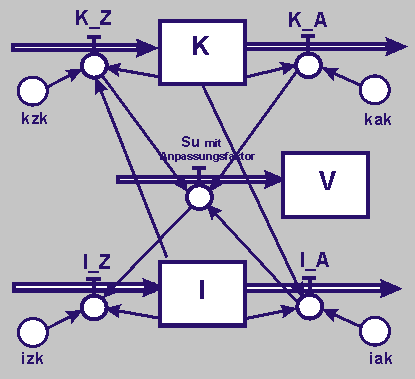 K_Z
K_A
K
kzk
kak
Su mit
Anpassungsfaktor
V
I_Z
I_A
I
izk
iak